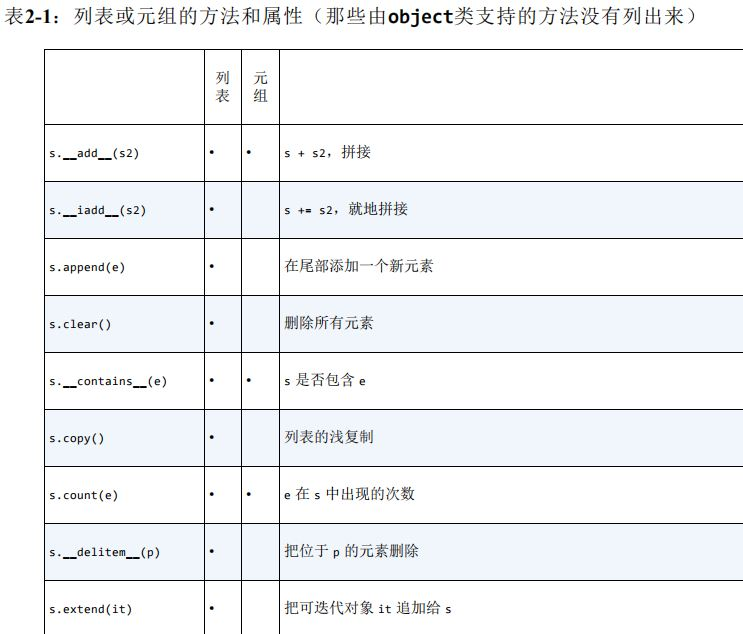 表2-1：列表或元组的方法和属性（那些由object类支持的方法没有列出来）
列表 元组
s.__add__(s2) • • s + s2，拼接
s.__iadd__(s2) • s += s2，就地拼接
s.append(e) • 在尾部添加一个新元素
s.clear() • 删除所有元素
s.__contains__(e) • • s 是否包含 e
s.copy() • 列表的浅复制
s.count(e) • • e 在 s 中出现的次数
s.__delitem__(p) • 把位于 p 的元素删除
s.extend(it) • 把可迭代对象 it 追加给 s